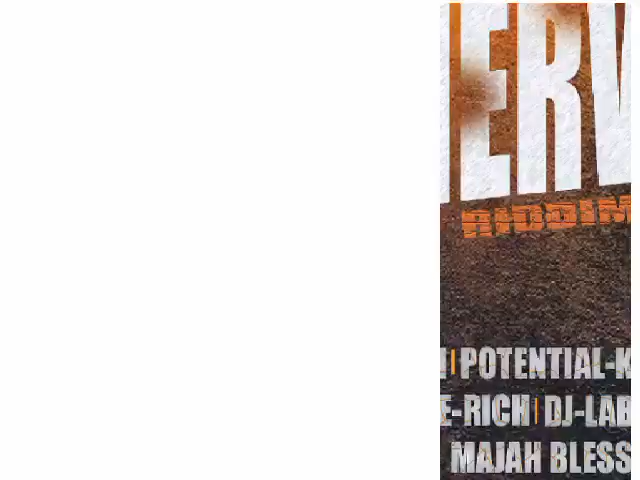 ERV
RIDDIM
POTENTIAL-K
E-RICH | DJ-LAB
MAJAH BLESS